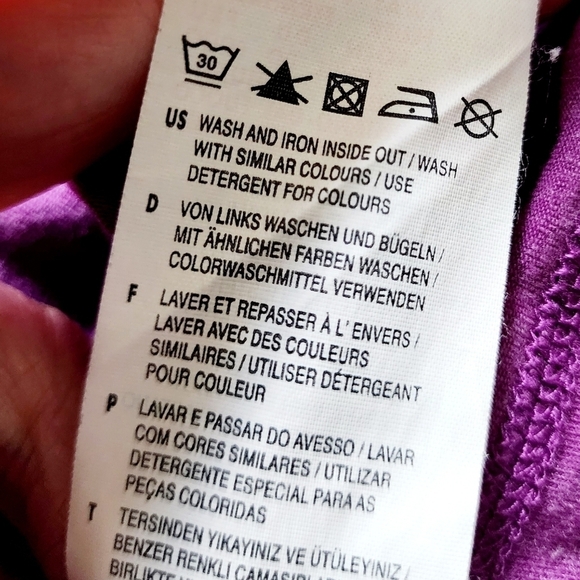 30
US WASH AND IRON INSIDE OUT / WASH
WITH SIMILAR COLOURS / USE
DETERGENT FOR COLOURS
D VON LINKS WASCHEN UND BÜGELN /
MIT ÄHNLICHEN FARBEN WASCHEN /
COLORWASCHMITTEL VERWENDEN
F LAVER ET REPASSER À L' ENVERS /
LAVER AVEC DES COULEURS
SIMILAIRES / UTILISER DÉTERGEANT
POUR COULEUR
P LAVAR E PASSAR DO AVESSO / LAVAR
COM CORES SIMILARES / UTILIZAR
DETERGENTE ESPECIAL PARA AS
PEÇAS COLORIDAS
T TERSINDEN YIKAYINIZ VE ÜTÜLEYINIZ /
BENZER RENKLI ÇAMAŞIRLAR
BIRLIKTE